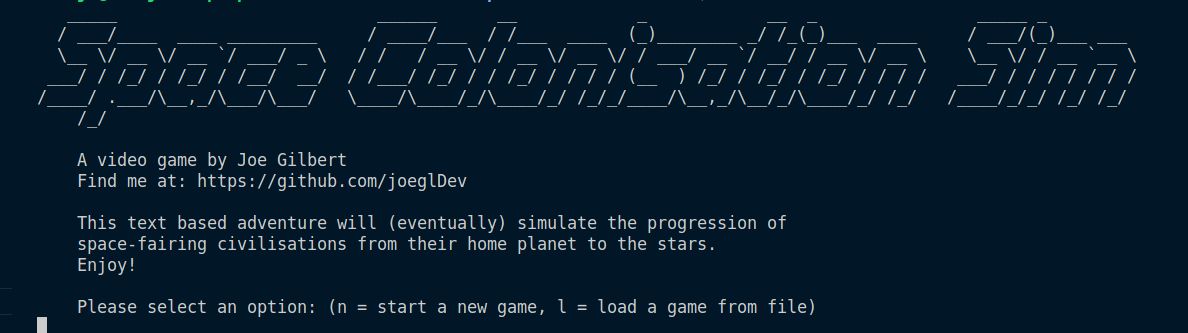 Space Colonisation Sim
A video game by Joe Gilbert
Find me at: https://github.com/joeglDev
This text based adventure will (eventually) simulate the progression of
space-fairing civilisations from their home planet to the stars.
Enjoy!
Please select an option: (n = start a new game, l = load a game from file)